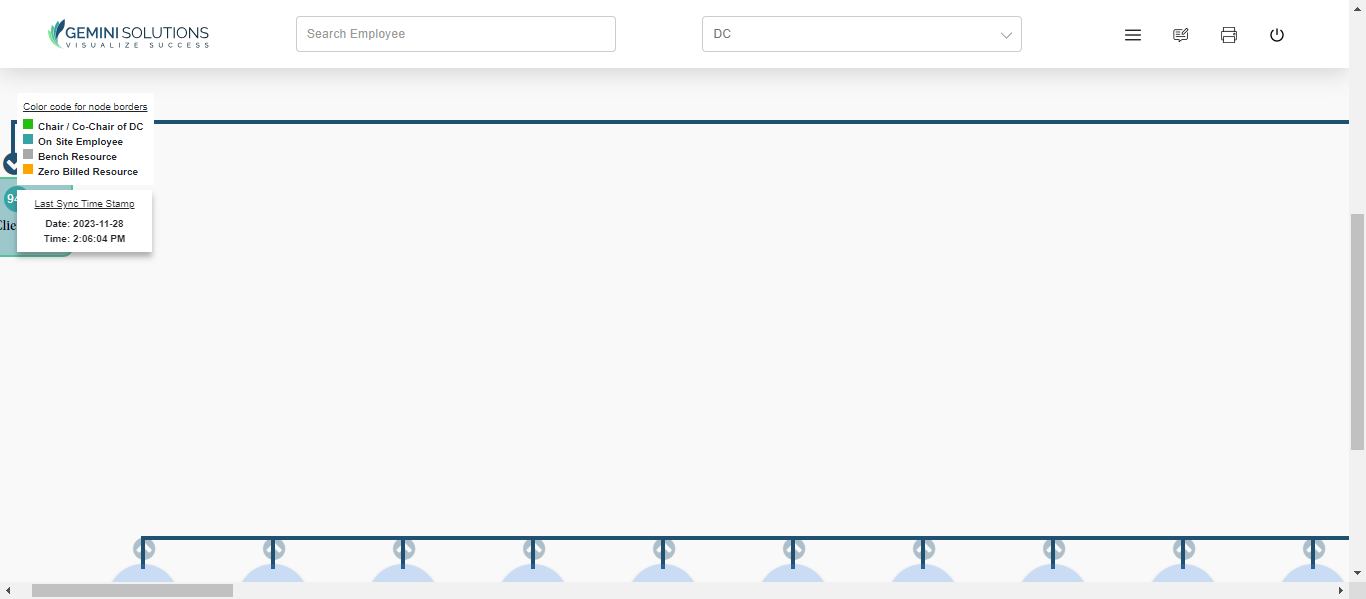 GEMINI SOLUTIONS
VISUALIZE SUCCESS
Search Employee
DC
Color code for node borders
Chair / Co-Chair of DC
On Site Employee
Bench Resource
Zero Billed Resource
Last Sync Time Stamp
Date: 2023-11-28
Time: 2:06:04 PM